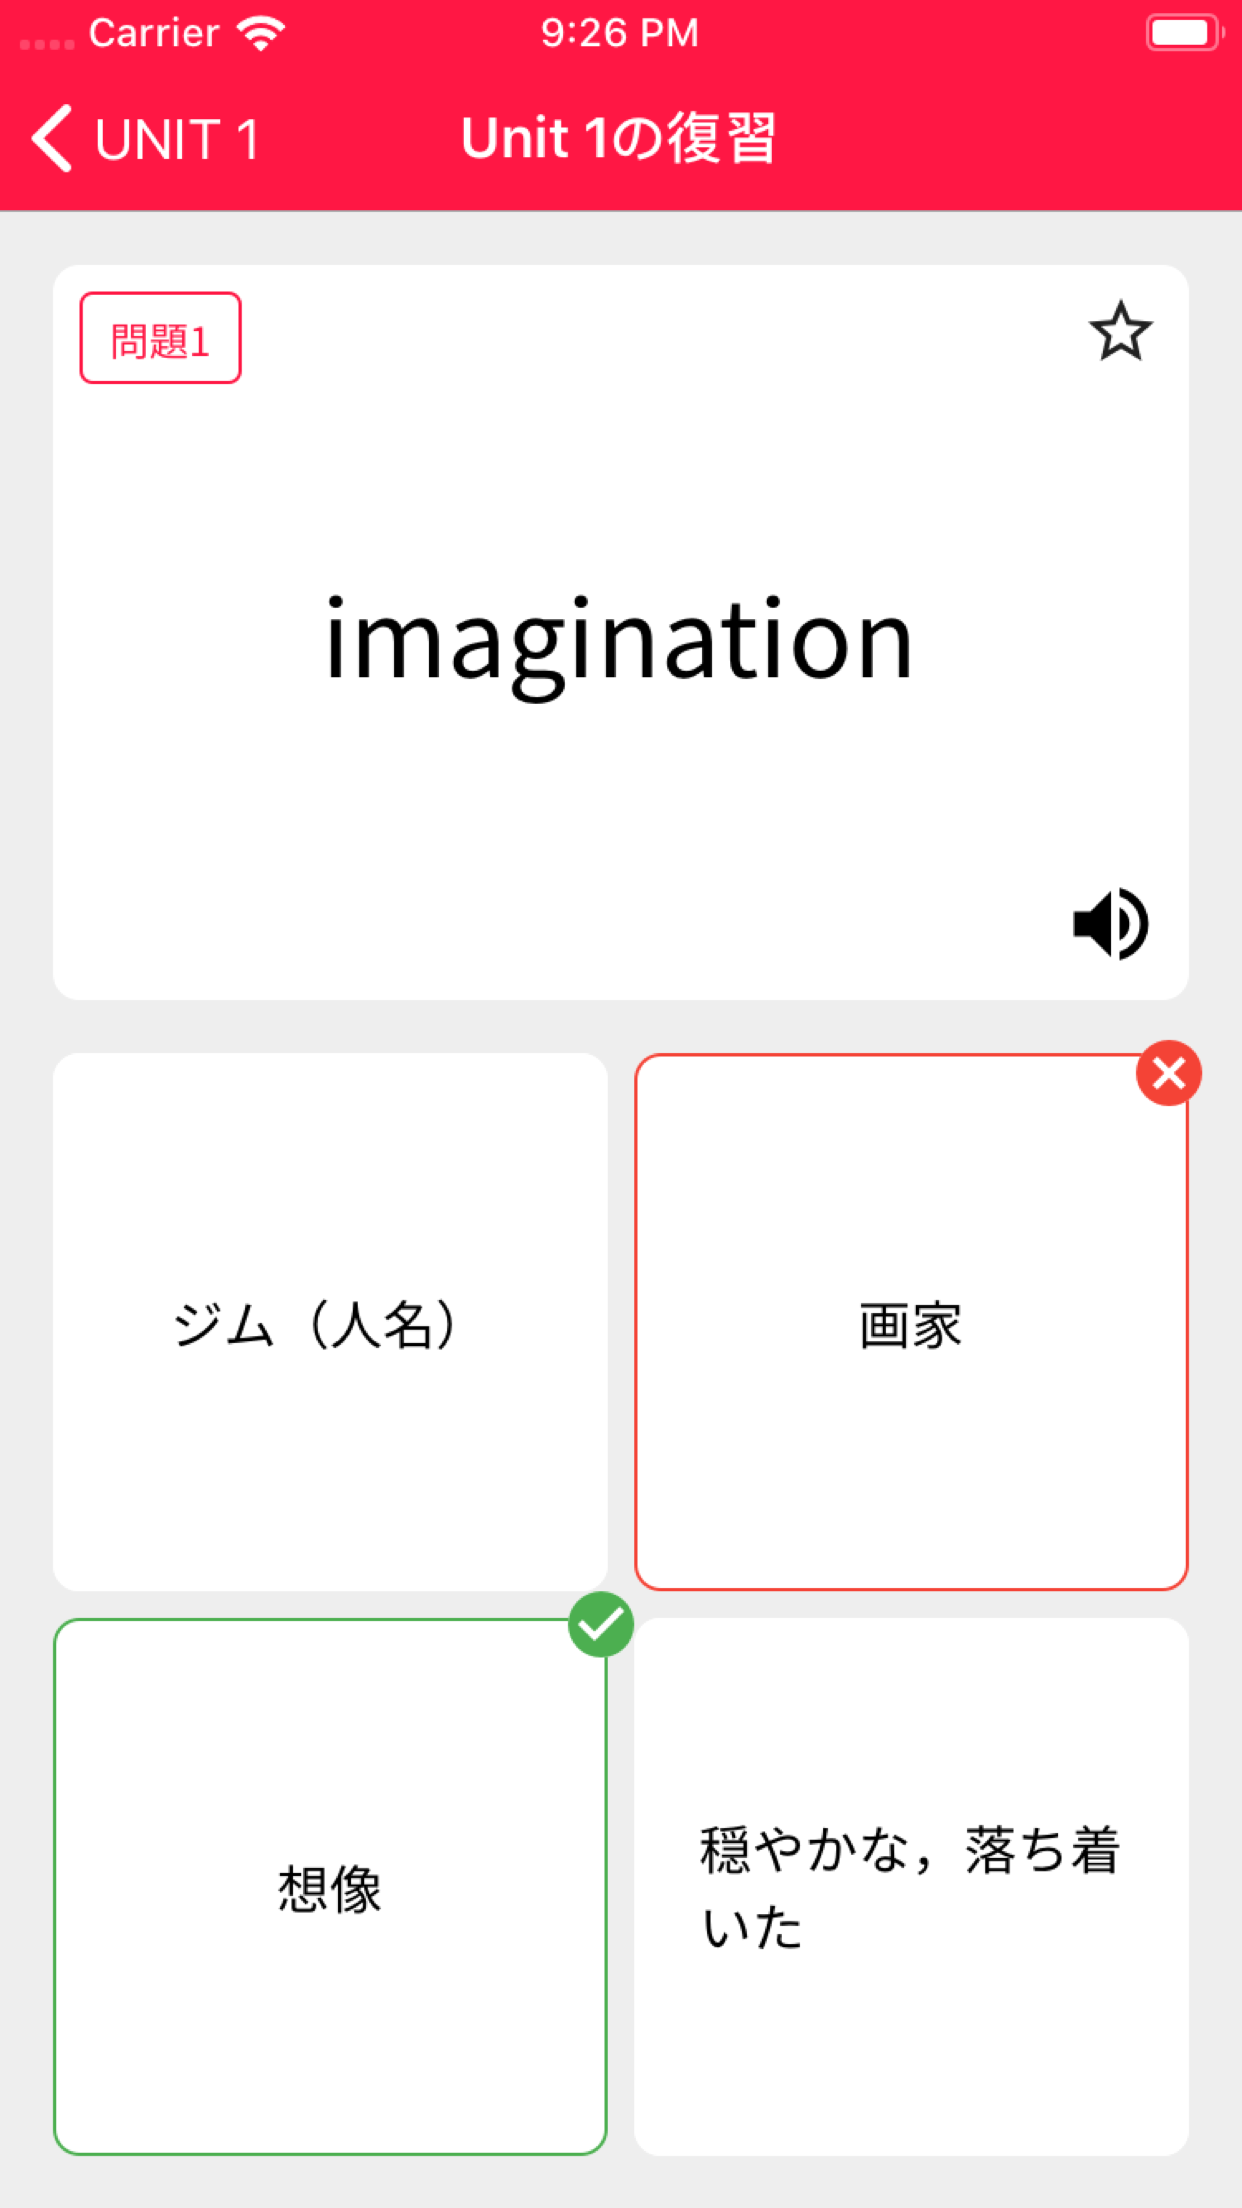 Carrier
9:26 PM
UNIT 1
Unit 1の復習
問題1
imagination
ジム（人名）
画家
想像
穏やかな，落ち着
いた